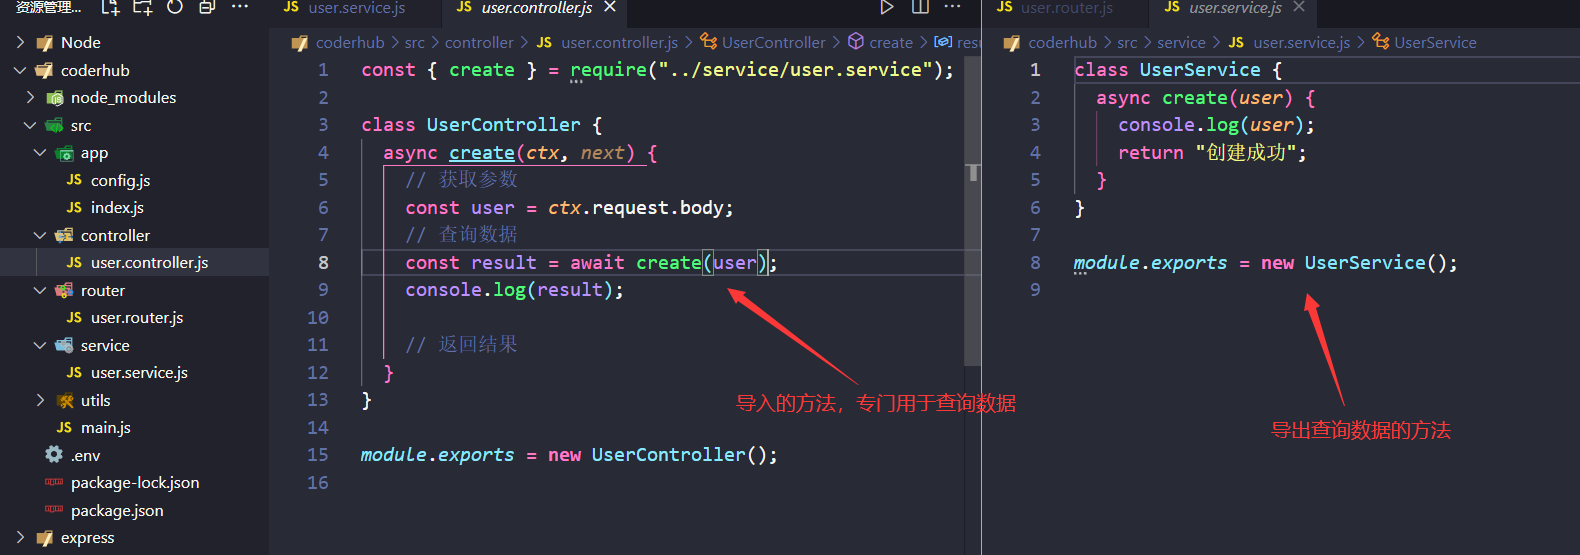 资源管理...
Node
coderhub
node_modules
src
app
config.js
index.js
controller
user.controller.js
router
user.router.js
service
user.service.js
utils
main.js
.env
package-lock.json
package.json
express
JS user.service.js
JS user.controller.js
coderhub > src > controller > JS user.controller.js > UserController > create > resu
1 const { create } = require("../service/user.service");
2
3 class UserController {
4 async create(ctx, next) {
5 // 获取参数
6 const user = ctx.request.body;
7 // 查询数据
8 const result = await create(user);
9 console.log(result);
10
11 // 返回结果
12 }
13 }
14
15 module.exports = new UserController();
16
导入的方法，专门用于查询数据
JS user.router.js
JS user.service.js
coderhub > src > service > JS user.service.js > UserService
1 class UserService {
2 async create(user) {
3 console.log(user);
4 return "创建成功";
5 }
6 }
7
8 module.exports = new UserService();
9
导出查询数据的方法